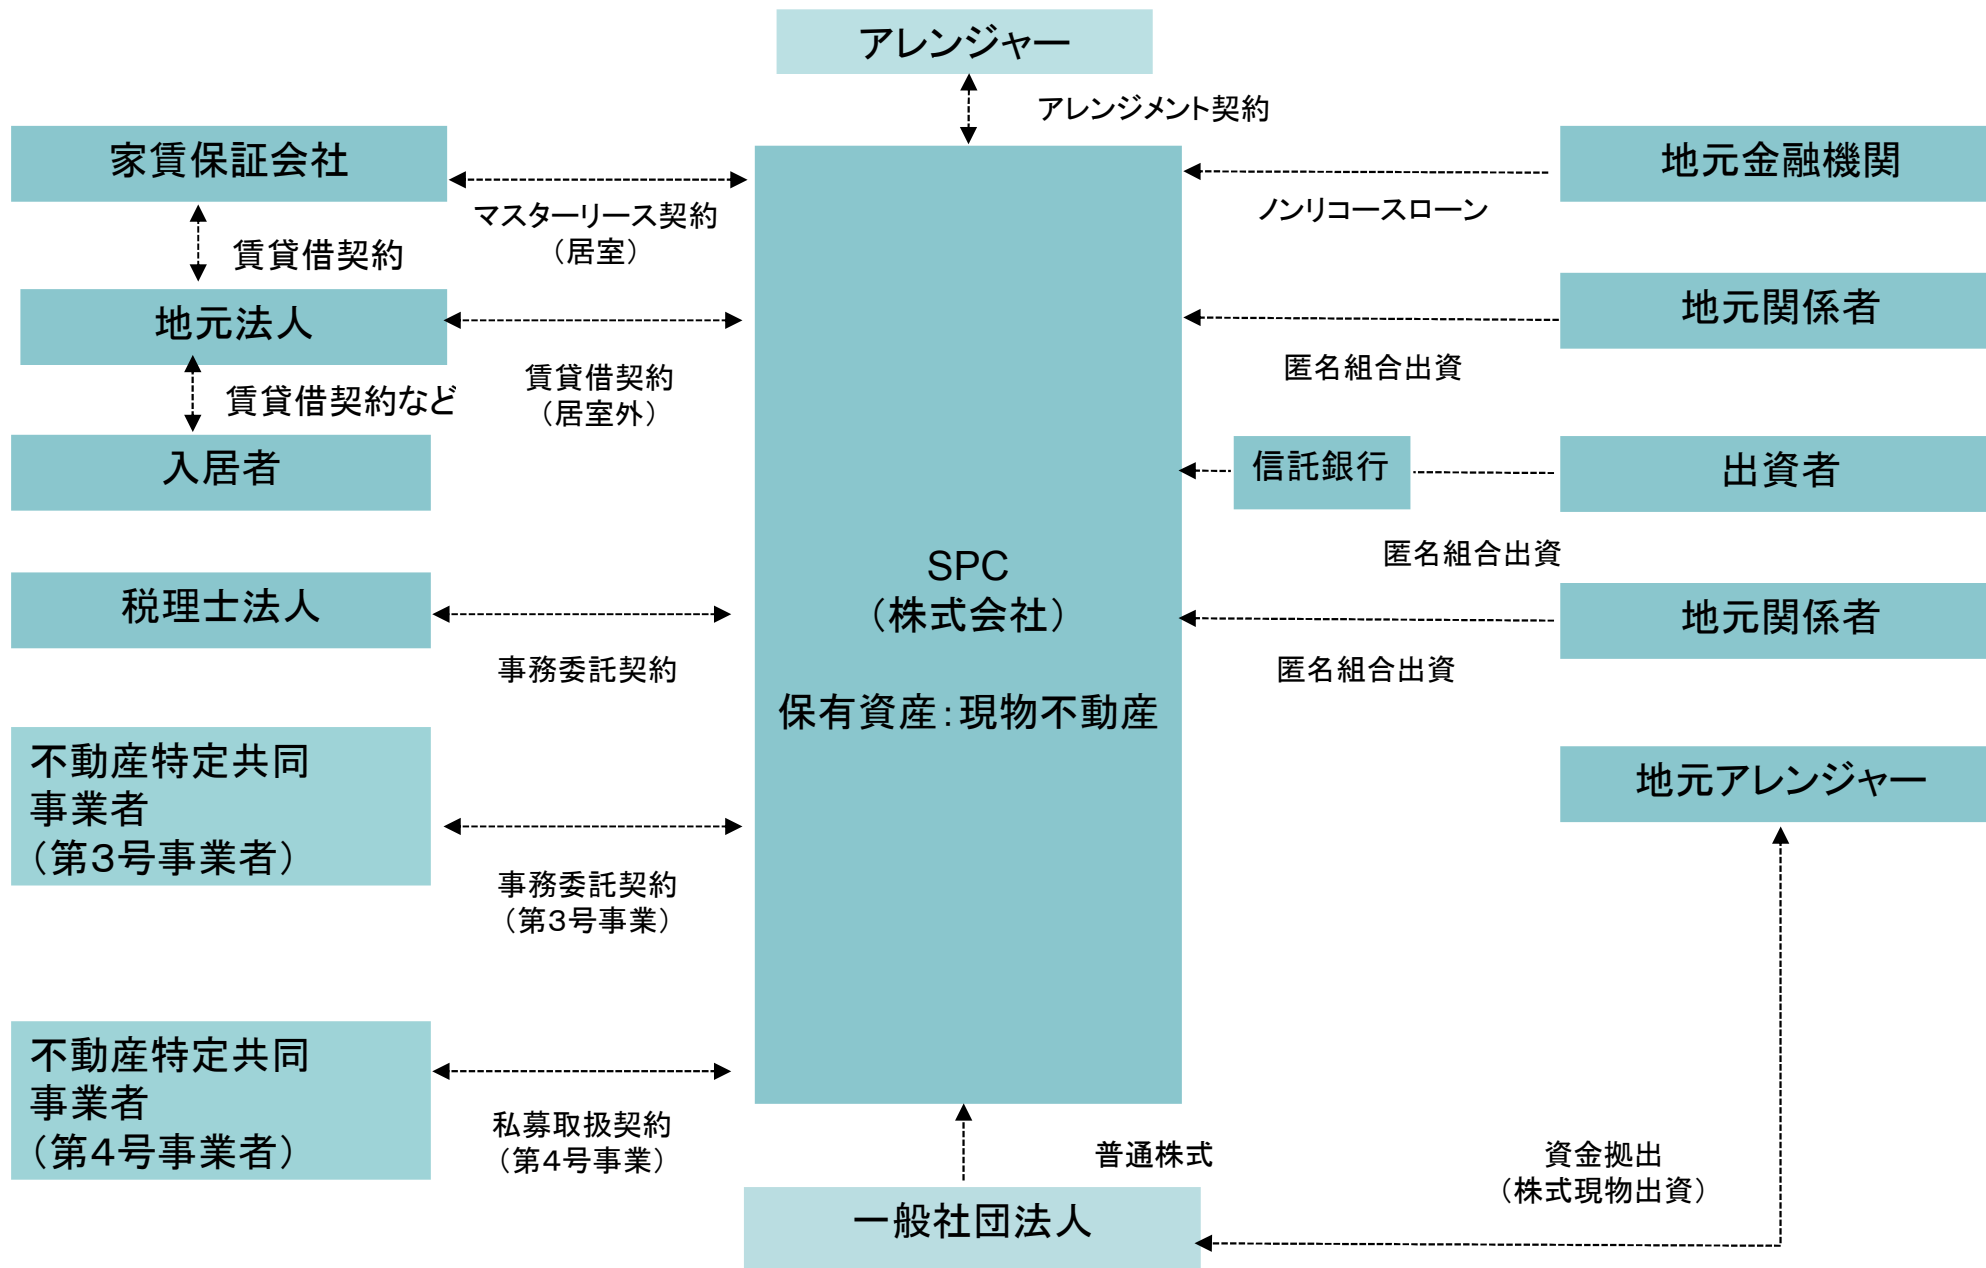 アレンジャー
アレンジメント契約
家賃保証会社
マスターリース契約
（居室）
賃貸借契約
地元法人
賃貸借契約
（居室外）
賃貸借契約など
入居者
税理士法人
事務委託契約
不動産特定共同
事業者
（第3号事業者）
事務委託契約
（第3号事業）
不動産特定共同
事業者
（第4号事業者）
私募取扱契約
（第4号事業）
SPC
（株式会社）
保有資産：現物不動産
地元金融機関
ノンリコースローン
地元関係者
匿名組合出資
信託銀行
出資者
匿名組合出資
地元関係者
匿名組合出資
地元アレンジャー
普通株式
資金拠出
（株式現物出資）
一般社団法人